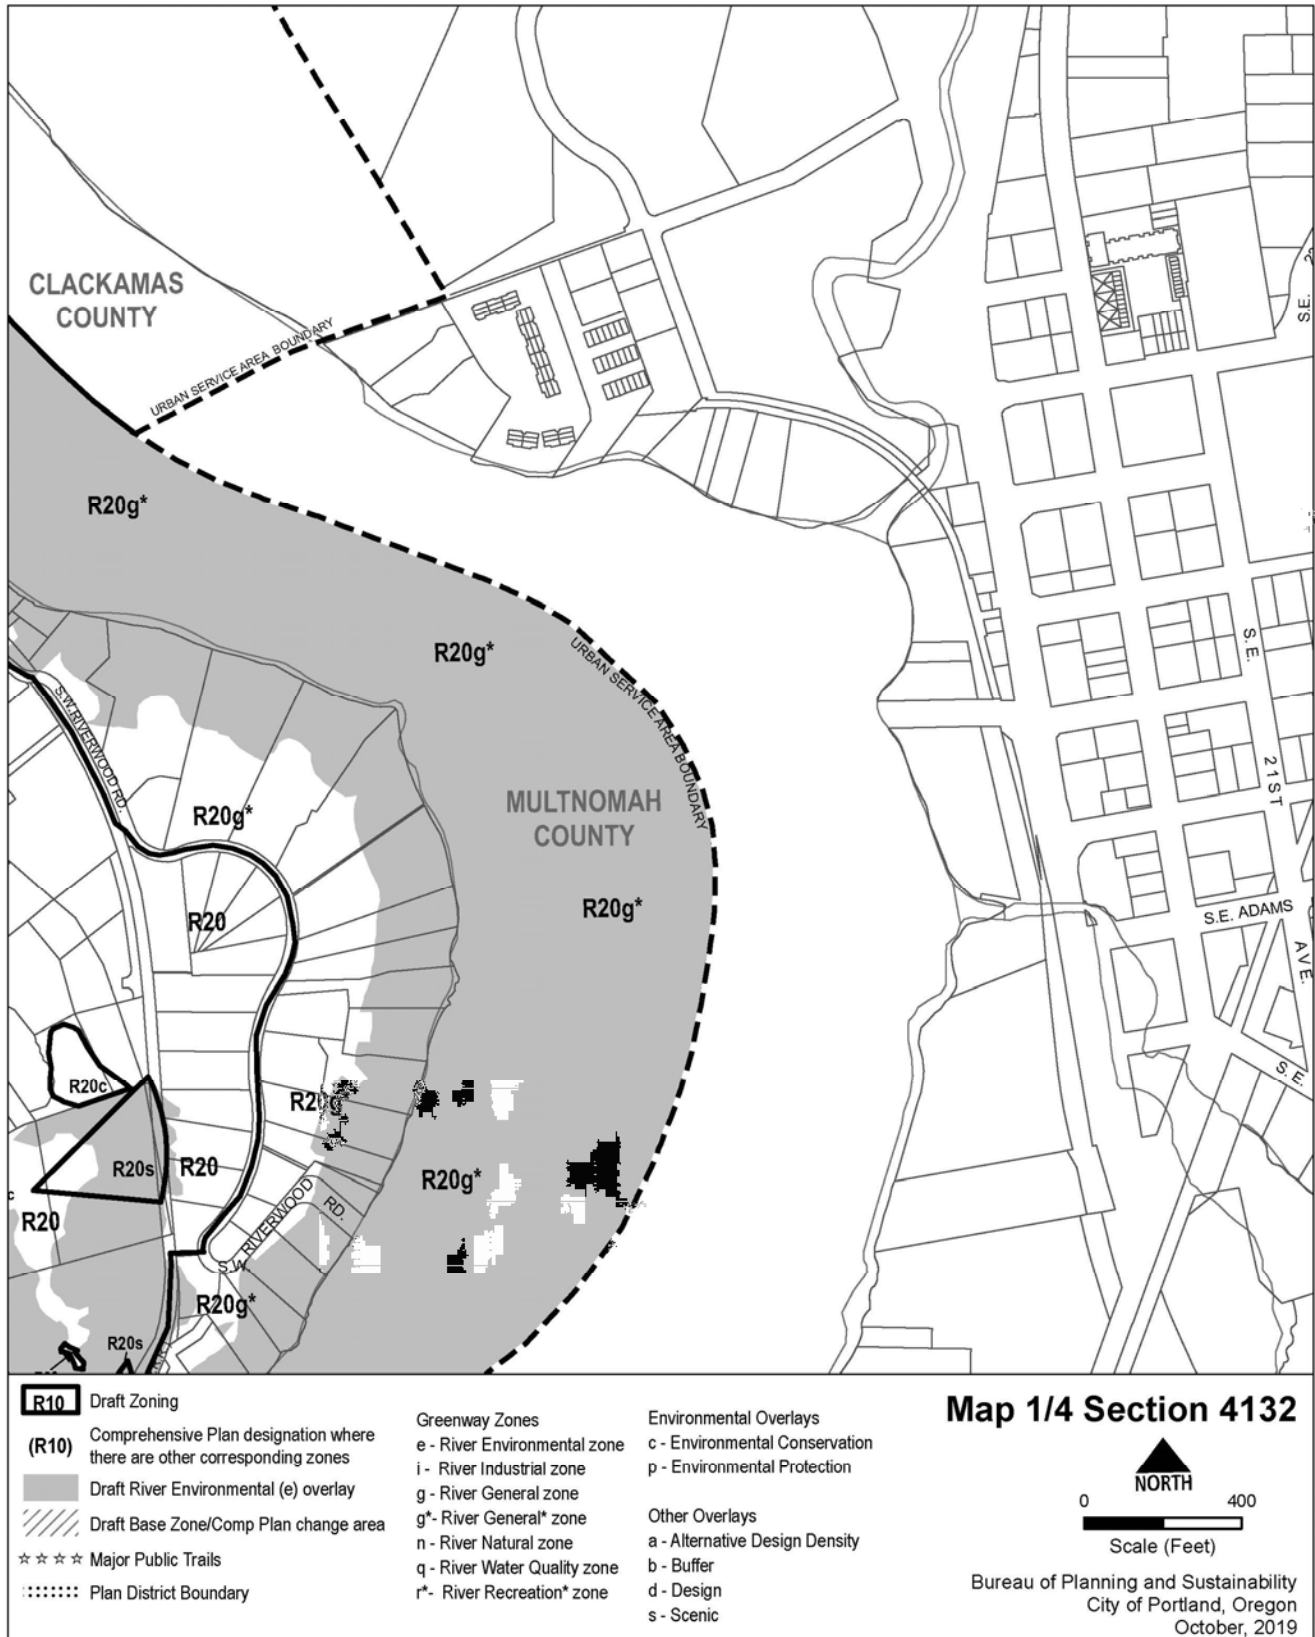 CLACKAMAS
COUNTY
S.E.
URBAN SERVICE AREA BOUNDARY
R20g*
R20g*
URBAN SERVICE AREA BOUNDARY
S.E.
S.W. RIVERWOOD RD.
21ST
MULTNOMAH
COUNTY
R20g*
R20g*
R20
S.E. ADAMS
AVE.
R20c
S.E.
R20g
R20s
R20
R20g*
c
R20
S.W. RIVERWOOD RD.
R20g*
R20s
R10 Draft Zoning
(R10) Comprehensive Plan designation where
there are other corresponding zones
Draft River Environmental (e) overlay
Draft Base Zone/Comp Plan change area
Major Public Trails
Plan District Boundary
Greenway Zones
e - River Environmental zone
i - River Industrial zone
g - River General zone
g*- River General* zone
n - River Natural zone
q - River Water Quality zone
r*- River Recreation* zone
Environmental Overlays
c - Environmental Conservation
p - Environmental Protection
Other Overlays
a - Alternative Design Density
b - Buffer
d - Design
s - Scenic
Map 1/4 Section 4132
NORTH
0 400
Scale (Feet)
Bureau of Planning and Sustainability
City of Portland, Oregon
October, 2019